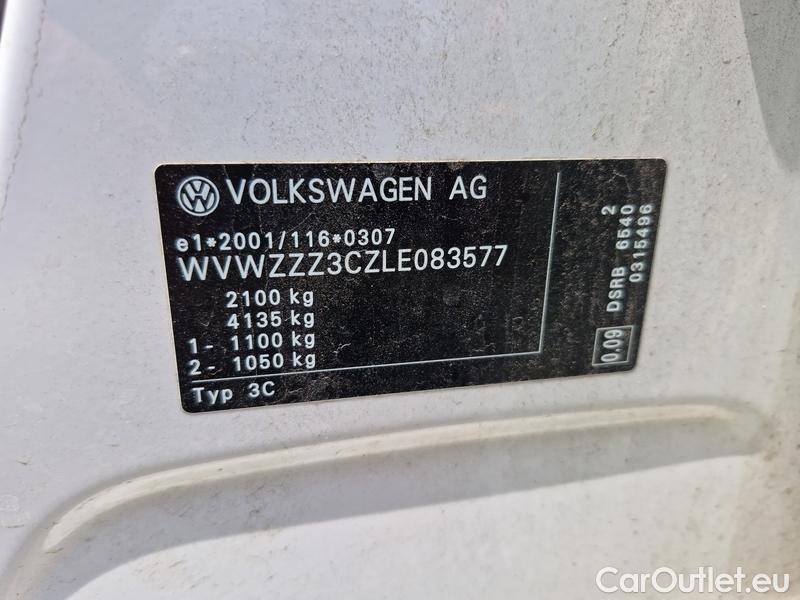 VOLKSWAGEN AG
e1*2001/116*0307
WVWZZZ3CZLE083577
2100 kg
4135 kg
1 - 1100 kg
2 - 1050 kg
Typ 3C
2
DSRB 6540
0315496
0.09
CarOutlet.eu